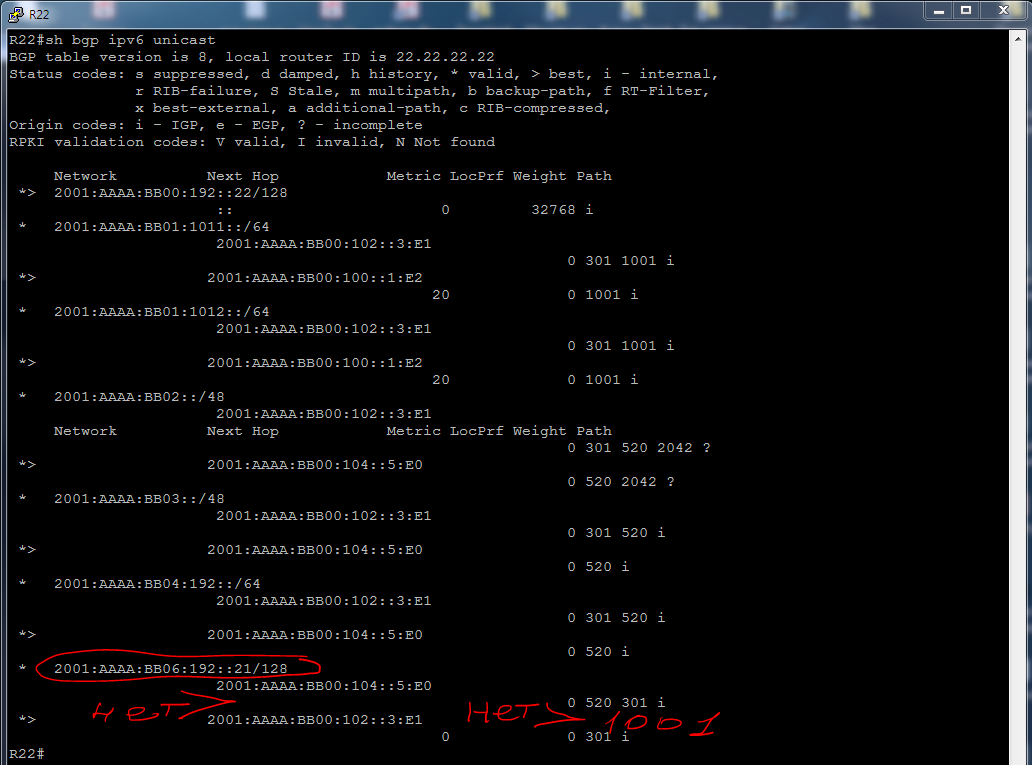 R22
R22#sh bgp ipv6 unicast
BGP table version is 8, local router ID is 22.22.22.22
Status codes: s suppressed, d damped, h history, * valid, > best, i - internal,
r RIB-failure, S Stale, m multipath, b backup-path, f RT-Filter,
x best-external, a additional-path, c RIB-compressed,
Origin codes: i - IGP, e - EGP, ? - incomplete
RPKI validation codes: V valid, I invalid, N Not found
Network Next Hop Metric LocPrf Weight Path
*> 2001:AAAA:BB00:192::22/128
:: 0 32768 i
* 2001:AAAA:BB01:1011::/64
2001:AAAA:BB00:102::3:E1
0 301 1001 i
*> 2001:AAAA:BB00:100::1:E2
20 0 1001 i
* 2001:AAAA:BB01:1012::/64
2001:AAAA:BB00:102::3:E1
0 301 1001 i
*> 2001:AAAA:BB00:100::1:E2
20 0 1001 i
* 2001:AAAA:BB02::/48
2001:AAAA:BB00:102::3:E1
Network Next Hop Metric LocPrf Weight Path
0 301 520 2042 ?
*> 2001:AAAA:BB00:104::5:E0
0 520 2042 ?
* 2001:AAAA:BB03::/48
2001:AAAA:BB00:102::3:E1
0 301 520 i
*> 2001:AAAA:BB00:104::5:E0
0 520 i
* 2001:AAAA:BB04:192::/64
2001:AAAA:BB00:102::3:E1
0 301 520 i
*> 2001:AAAA:BB00:104::5:E0
0 520 i
* 2001:AAAA:BB06:192::21/128
2001:AAAA:BB00:104::5:E0
0 520 301 i
нет нет 1001
*> 2001:AAAA:BB00:102::3:E1
0 0 301 i
R22#